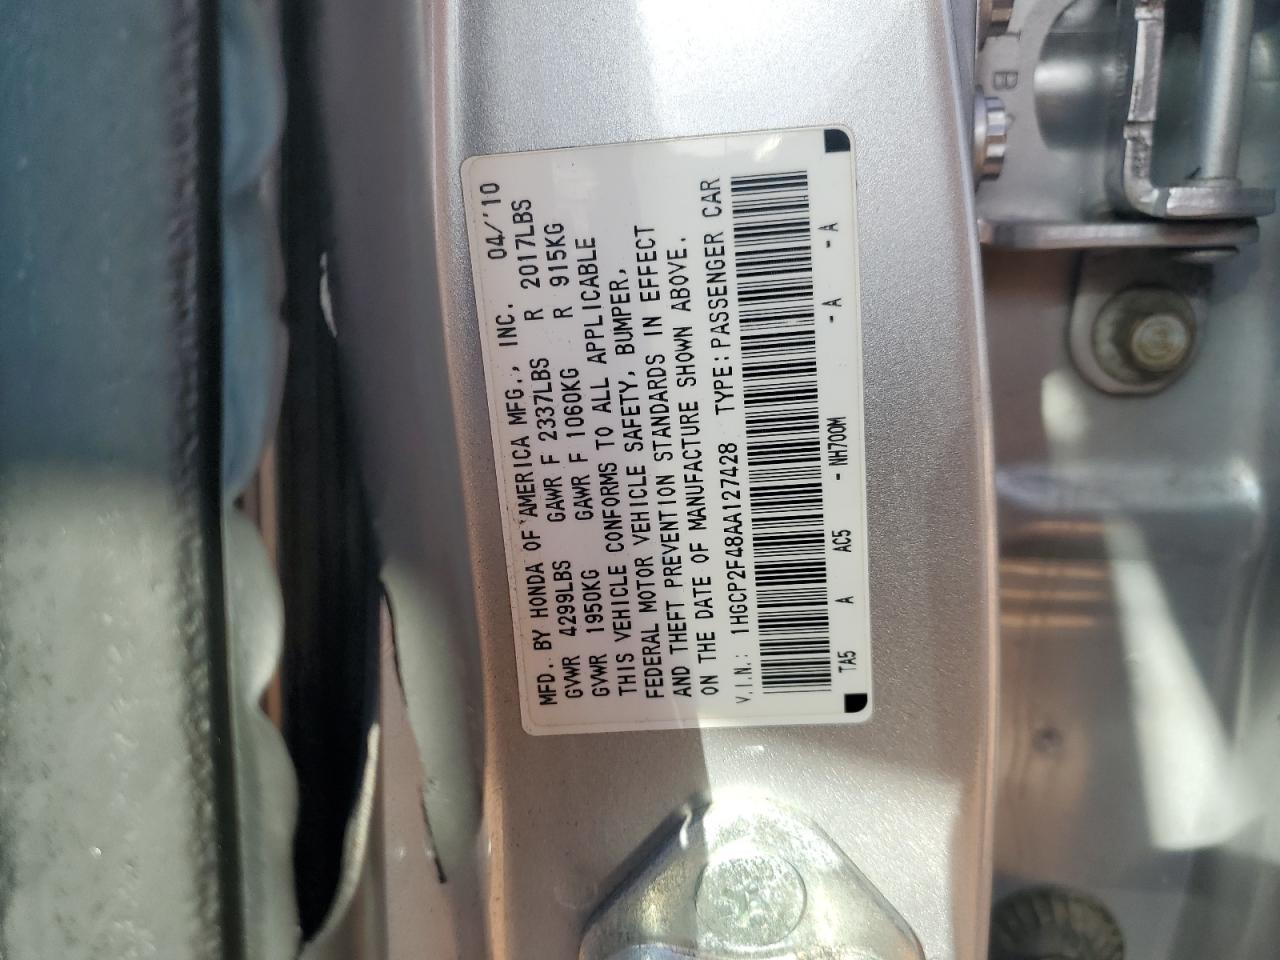 MFD. BY HONDA OF AMERICA MFG., INC. 04/'10
GVWR 4299LBS GAWR F 2337LBS R 2017LBS
GVWR 1950KG GAWR F 1060KG R 915KG
THIS VEHICLE CONFORMS TO ALL APPLICABLE
FEDERAL MOTOR VEHICLE SAFETY, BUMPER,
AND THEFT PREVENTION STANDARDS IN EFFECT
ON THE DATE OF MANUFACTURE SHOWN ABOVE.
V.I.N.: 1HGCP2F48AA127428 TYPE:PASSENGER CAR
TA5 A AC5 - NH700M - A - A
B